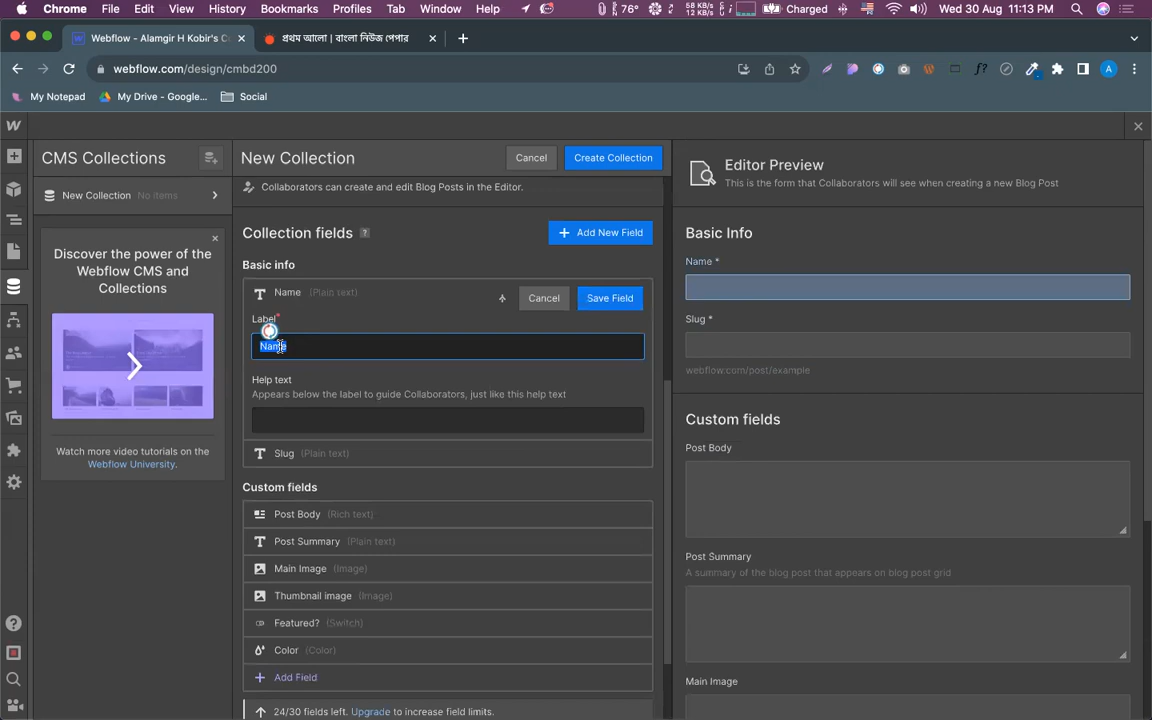 Chrome File Edit View History Bookmarks Profiles Tab Window Help 76° 58 KB/s 12 KB/s Charged Wed 30 Aug 11:13 PM
Webflow - Alamgir H Kobir's C প্রথম আলো | বাংলা নিউজ পেপার
webflow.com/design/cmbd200 f? A
My Notepad My Drive - Google... Social
CMS Collections
New Collection No items
Discover the power of the
Webflow CMS and
Collections
Watch more video tutorials on the
Webflow University.
New Collection Cancel Create Collection
Collaborators can create and edit Blog Posts in the Editor.
Collection fields ? Add New Field
Basic info
Name (Plain text) Cancel Save Field
Label*
Name
Help text
Appears below the label to guide Collaborators, just like this help text
Slug (Plain text)
Custom fields
Post Body (Rich text)
Post Summary (Plain text)
Main Image (Image)
Thumbnail image (Image)
Featured? (Switch)
Color (Color)
Add Field
24/30 fields left. Upgrade to increase field limits.
Editor Preview
This is the form that Collaborators will see when creating a new Blog Post
Basic Info
Name *
Slug *
webflow.com/post/example
Custom fields
Post Body
Post Summary
A summary of the blog post that appears on blog post grid
Main Image